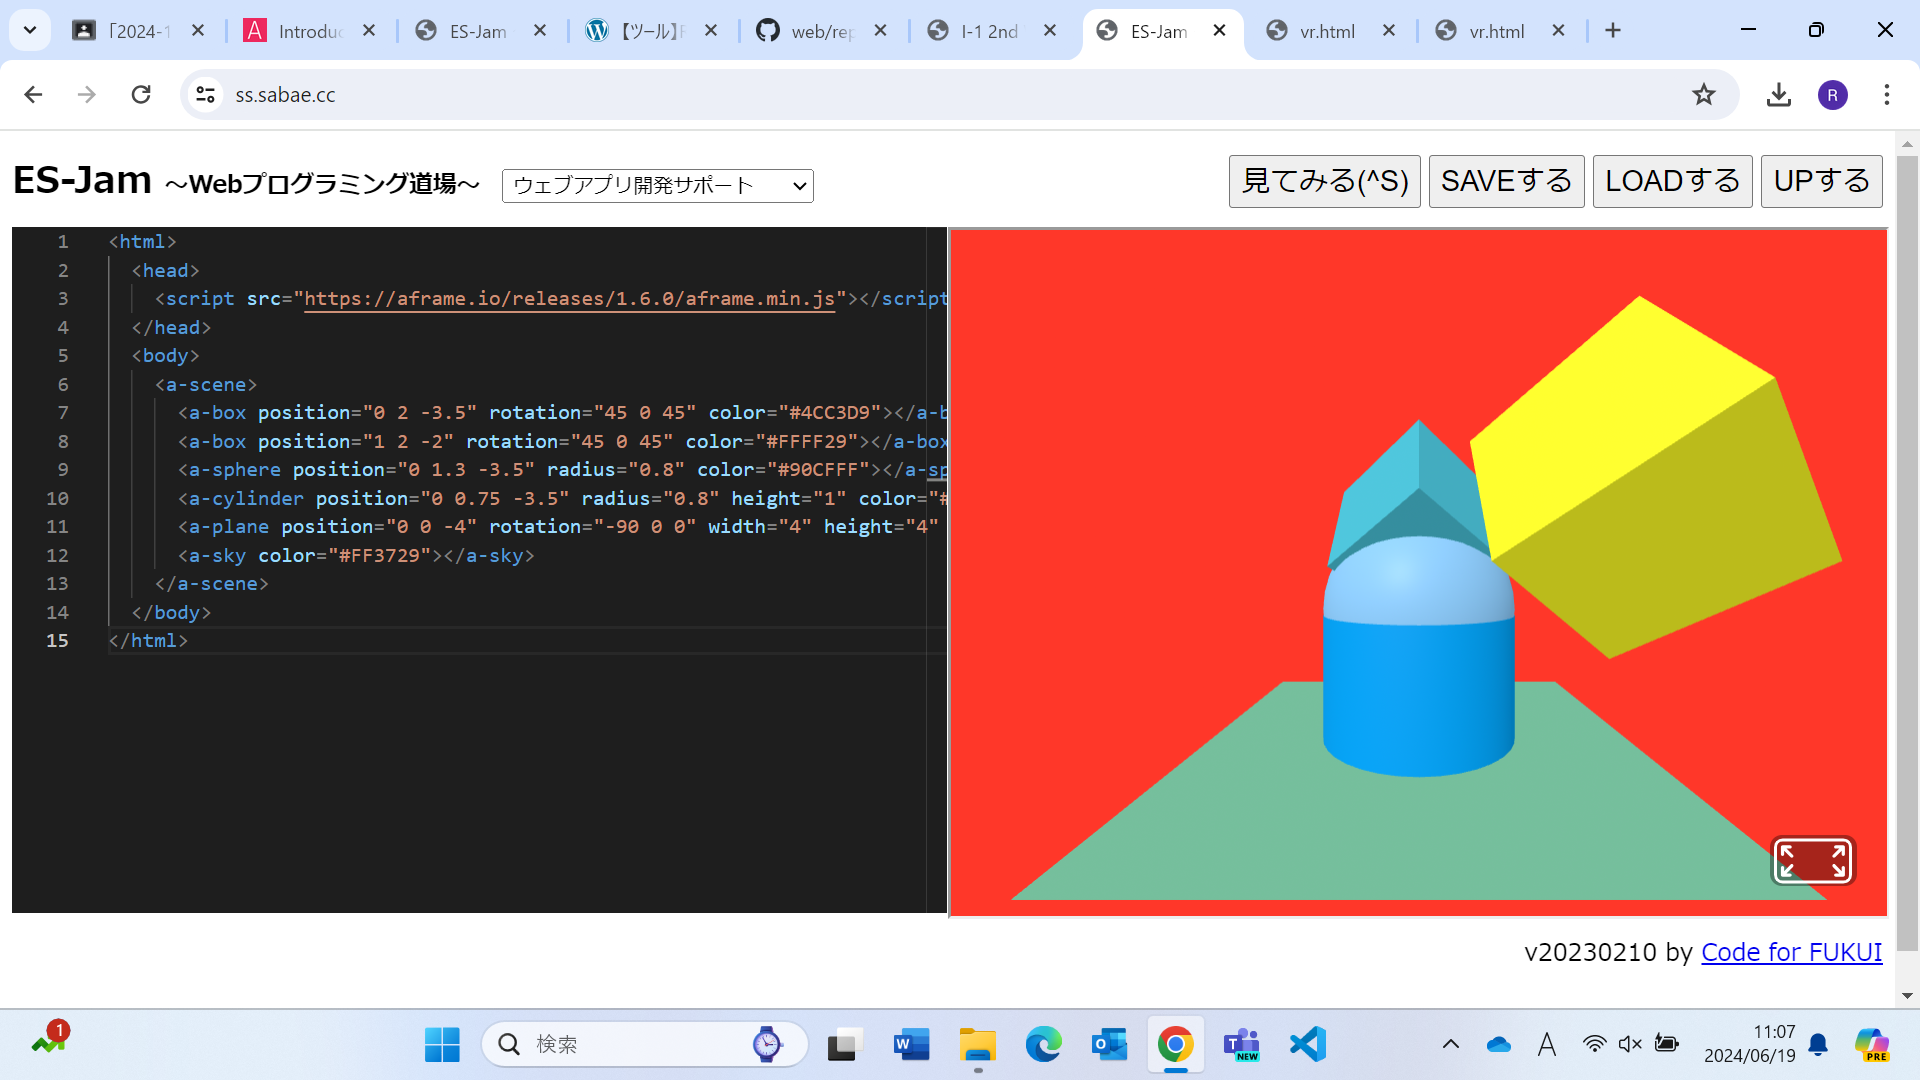 「2024-1
Introduc
ES-Jam
【ツール】F
web/rep
I-1 2nd
ES-Jam
vr.html
vr.html
ss.sabae.cc
R
ES-Jam ～Webプログラミング道場～
ウェブアプリ開発サポート
見てみる(^S)
SAVEする
LOADする
UPする
1 <html>
2 <head>
3 <script src="https://aframe.io/releases/1.6.0/aframe.min.js"></script
4 </head>
5 <body>
6 <a-scene>
7 <a-box position="0 2 -3.5" rotation="45 0 45" color="#4CC3D9"></a-b
8 <a-box position="1 2 -2" rotation="45 0 45" color="#FFFF29"></a-box
9 <a-sphere position="0 1.3 -3.5" radius="0.8" color="#90CFFF"></a-sp
10 <a-cylinder position="0 0.75 -3.5" radius="0.8" height="1" color="#
11 <a-plane position="0 0 -4" rotation="-90 0 0" width="4" height="4"
12 <a-sky color="#FF3729"></a-sky>
13 </a-scene>
14 </body>
15 </html>
v20230210 by Code for FUKUI
1
検索
NEW
A
11:07
2024/06/19
PRE